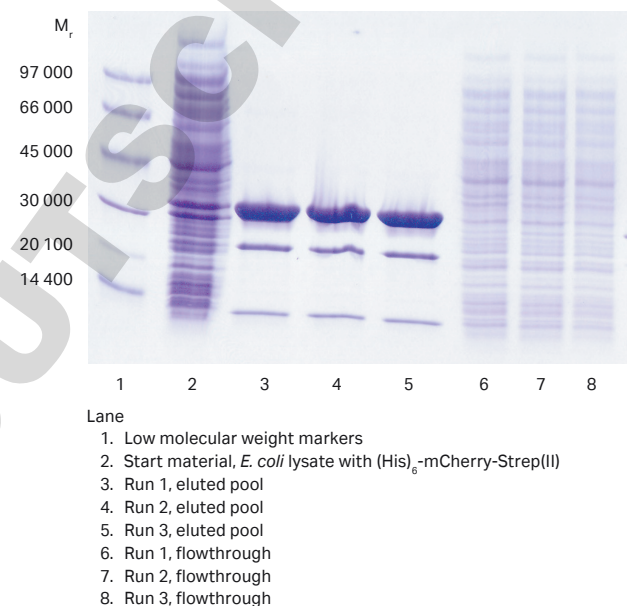 M
r
97 000
66 000
45 000
30 000
20 100
14 400
1 2 3 4 5 6 7 8
Lane
1. Low molecular weight markers
2. Start material, E. coli lysate with (His)₆-mCherry-Strep(II)
3. Run 1, eluted pool
4. Run 2, eluted pool
5. Run 3, eluted pool
6. Run 1, flowthrough
7. Run 2, flowthrough
8. Run 3, flowthrough
UTSC